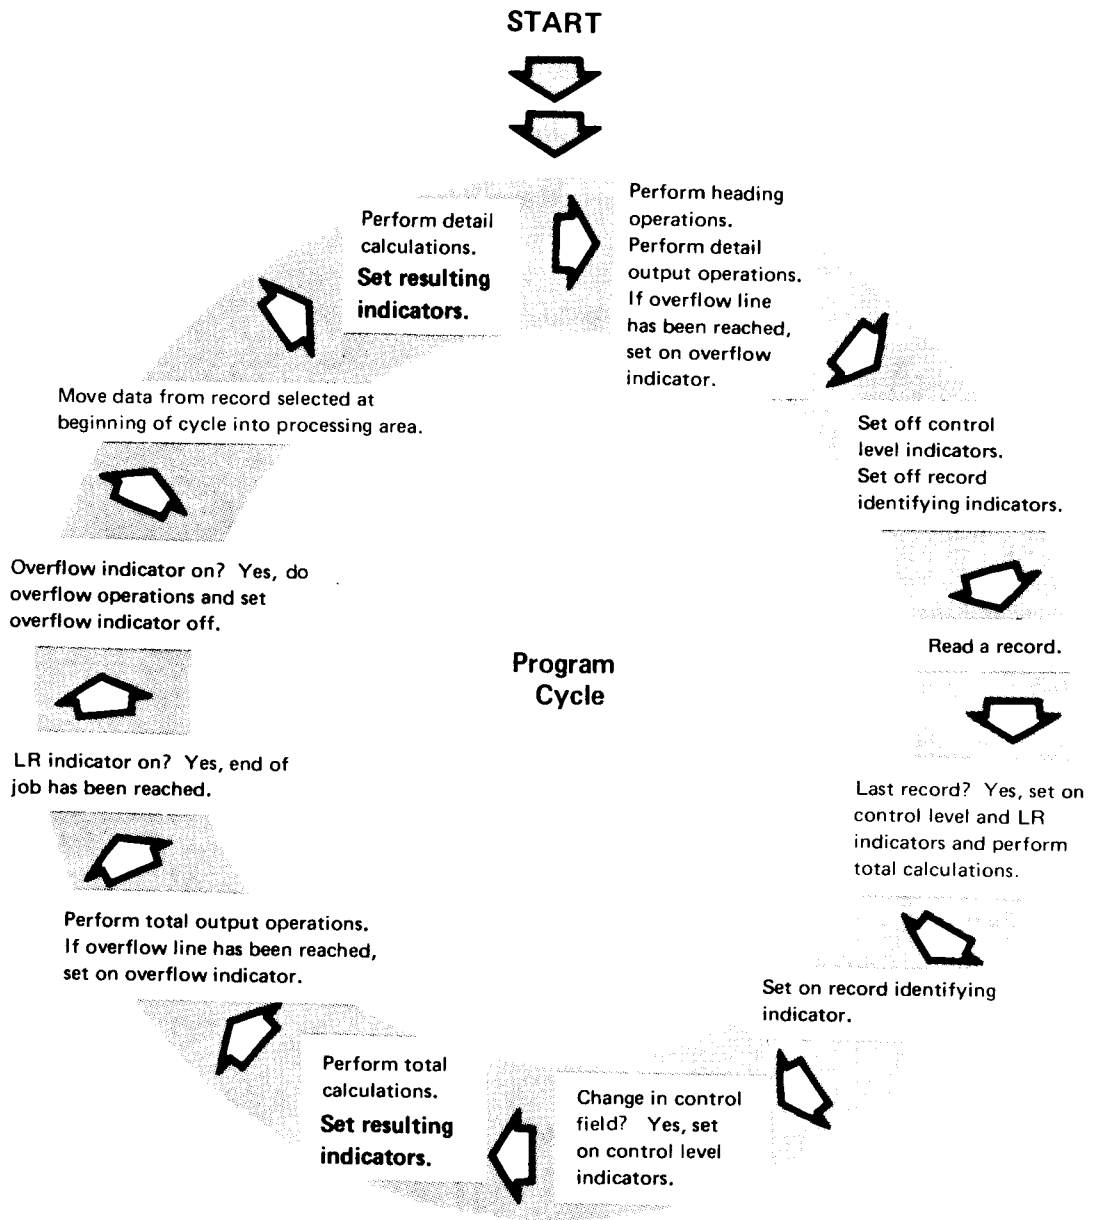 START
Perform heading
operations.
Perform detail
output operations.
If overflow line
has been reached,
set on overflow
indicator.
Set off control
level indicators.
Set off record
identifying indicators.
Read a record.
Last record? Yes, set on
control level and LR
indicators and perform
total calculations.
Set on record identifying
indicator.
Change in control
field? Yes, set
on control level
indicators.
Perform total
calculations.
Set resulting
indicators.
Perform total output operations.
If overflow line has been reached,
set on overflow indicator.
LR indicator on? Yes, end of
job has been reached.
Overflow indicator on? Yes, do
overflow operations and set
overflow indicator off.
Move data from record selected at
beginning of cycle into processing area.
Perform detail
calculations.
Set resulting
indicators.
Program
Cycle